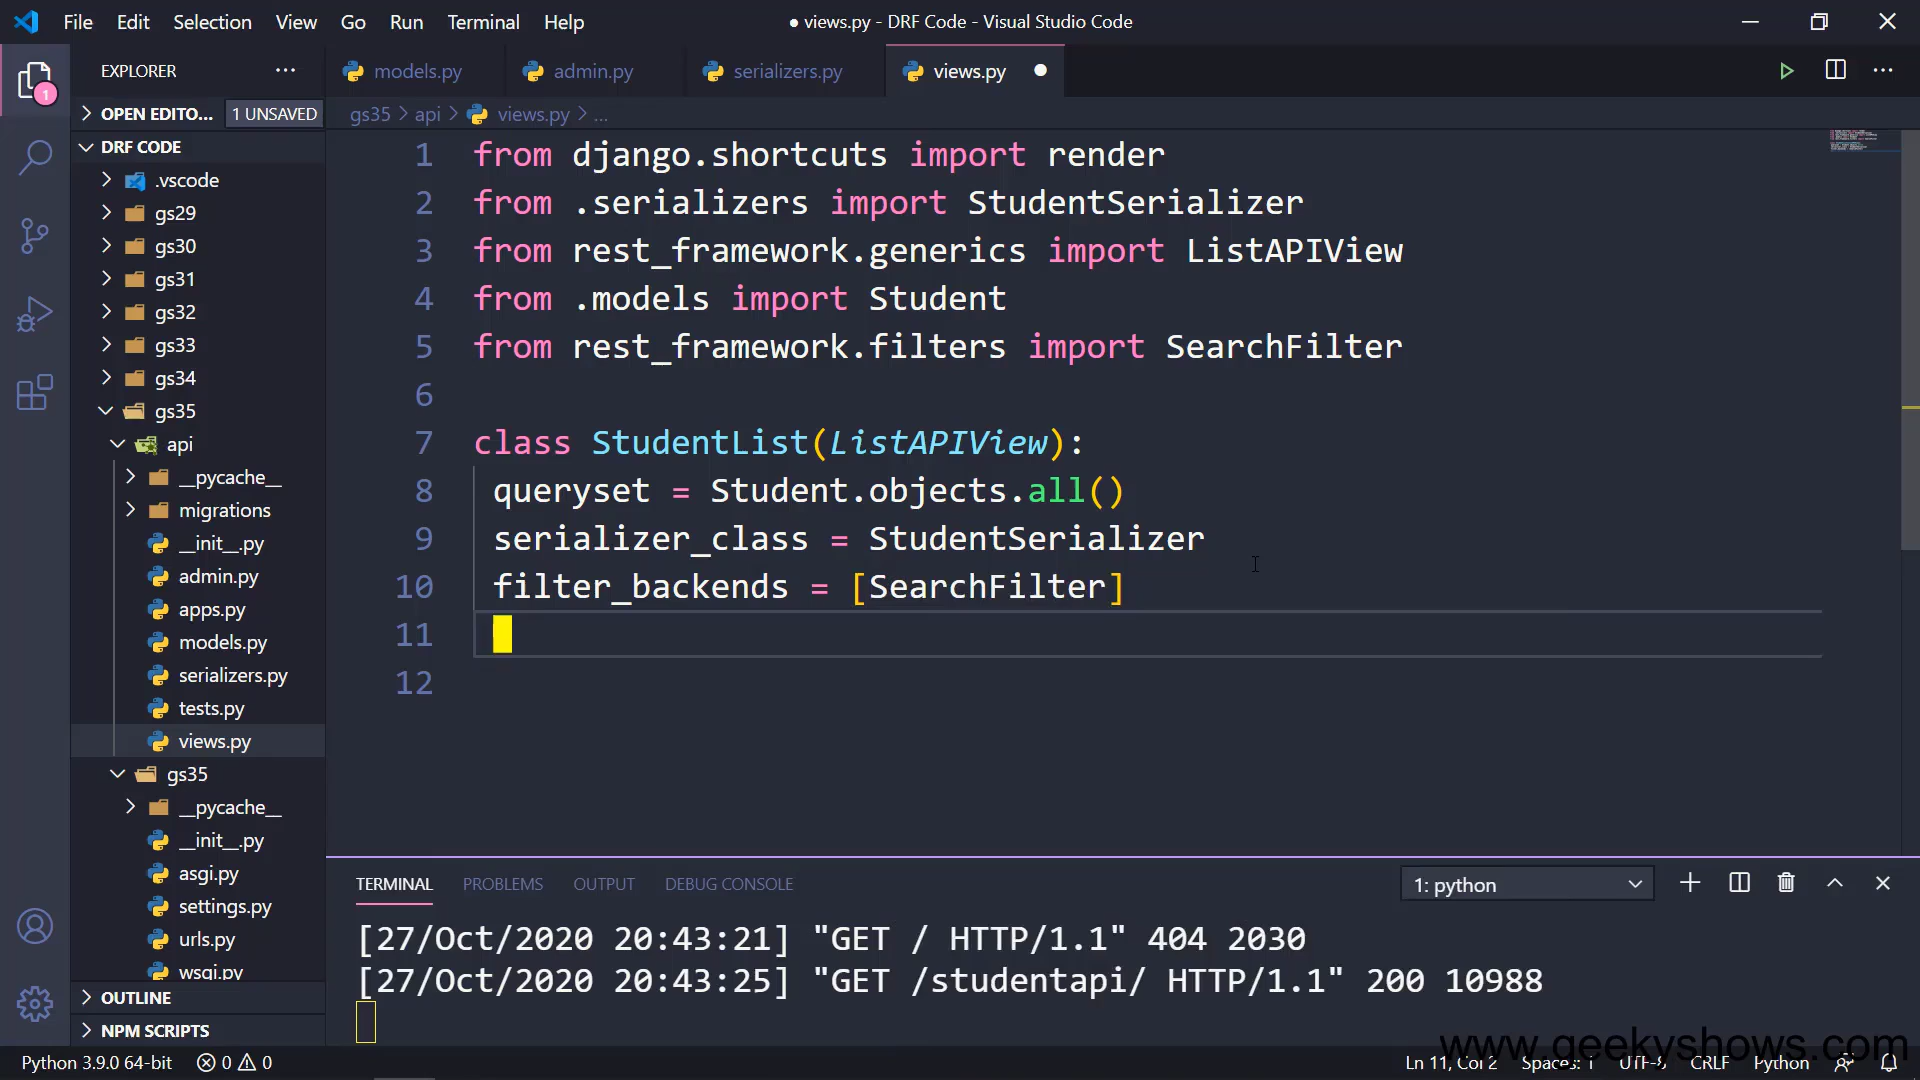 File Edit Selection View Go Run Terminal Help
● views.py - DRF Code - Visual Studio Code
EXPLORER
models.py admin.py serializers.py views.py
1
OPEN EDITO... 1 UNSAVED
gs35 > api > views.py > ...
DRF CODE
.vscode
gs29
gs30
gs31
gs32
gs33
gs34
gs35
api
__pycache__
migrations
__init__.py
admin.py
apps.py
models.py
serializers.py
tests.py
views.py
gs35
__pycache__
__init__.py
asgi.py
settings.py
urls.py
wsgi.py
OUTLINE
NPM SCRIPTS
1 from django.shortcuts import render
2 from .serializers import StudentSerializer
3 from rest_framework.generics import ListAPIView
4 from .models import Student
5 from rest_framework.filters import SearchFilter
6
7 class StudentList(ListAPIView):
8 queryset = Student.objects.all()
9 serializer_class = StudentSerializer
10 filter_backends = [SearchFilter]
11
12
TERMINAL PROBLEMS OUTPUT DEBUG CONSOLE 1: python
[27/Oct/2020 20:43:21] "GET / HTTP/1.1" 404 2030
[27/Oct/2020 20:43:25] "GET /studentapi/ HTTP/1.1" 200 10988
www.geekyshows.com
Python 3.9.0 64-bit 0 0 Ln 11, Col 2 Spaces: 1 UTF-8 CRLF Python